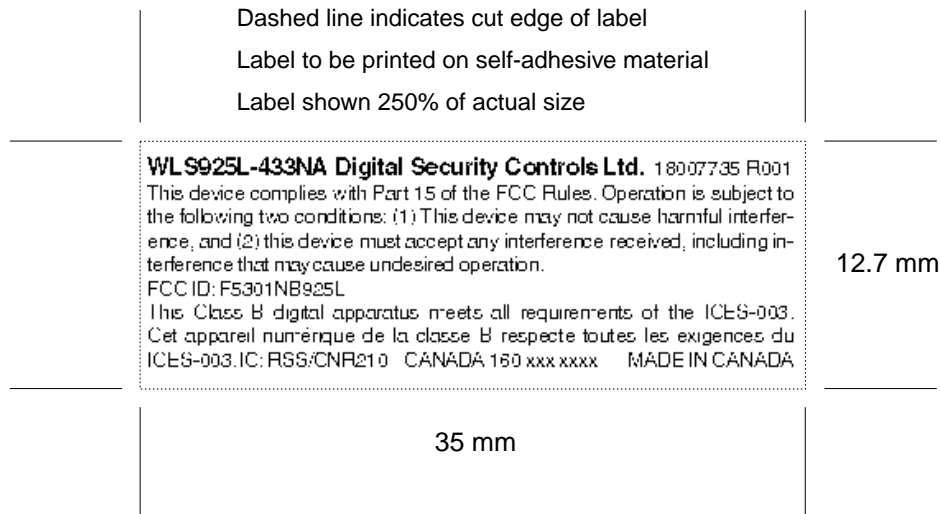 Dashed line indicates cut edge of label
Label to be printed on self-adhesive material
Label shown 250% of actual size
WLS925L-433NA Digital Security Controls Ltd. 18007735 R001
This device complies with Part 15 of the FCC Rules. Operation is subject to
the following two conditions: (1) This device may not cause harmful interfer-
ence, and (2) this device must accept any interference received, including in-
terference that may cause undesired operation.
FCC ID: F5301NB925L
This Class B digital apparatus meets all requirements of the ICES-003.
Cet appareil numérique de la classe B respecte toutes les exigences du
ICES-003. IC: RSS/CNR210 CANADA 160 xxx xxxx MADE IN CANADA
12.7 mm
35 mm